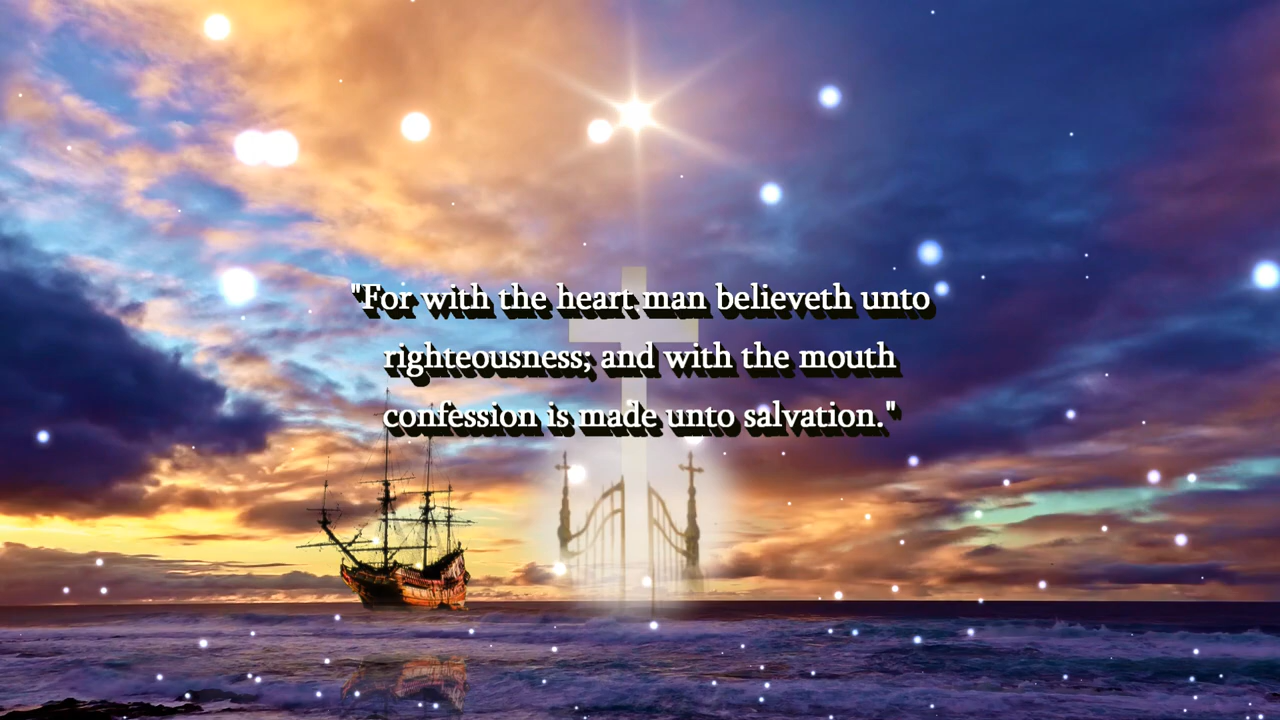 "For with the heart man believeth unto
righteousness; and with the mouth
confession is made unto salvation."